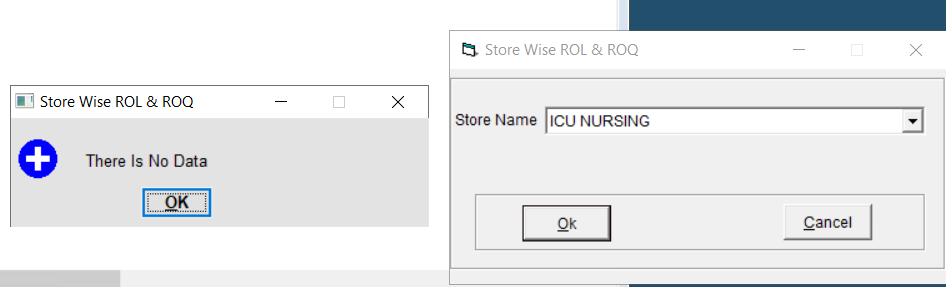 Store Wise ROL & ROQ
There Is No Data
OK
Store Wise ROL & ROQ
Store Name ICU NURSING
Ok Cancel